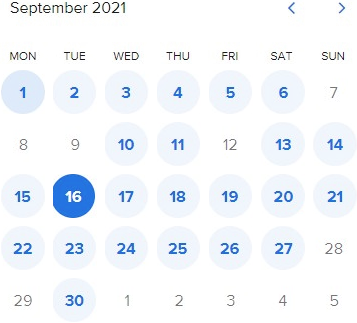 September 2021
MON TUE WED THU FRI SAT SUN
1 2 3 4 5 6 7
8 9 10 11 12 13 14
15 16 17 18 19 20 21
22 23 24 25 26 27 28
29 30 1 2 3 4 5